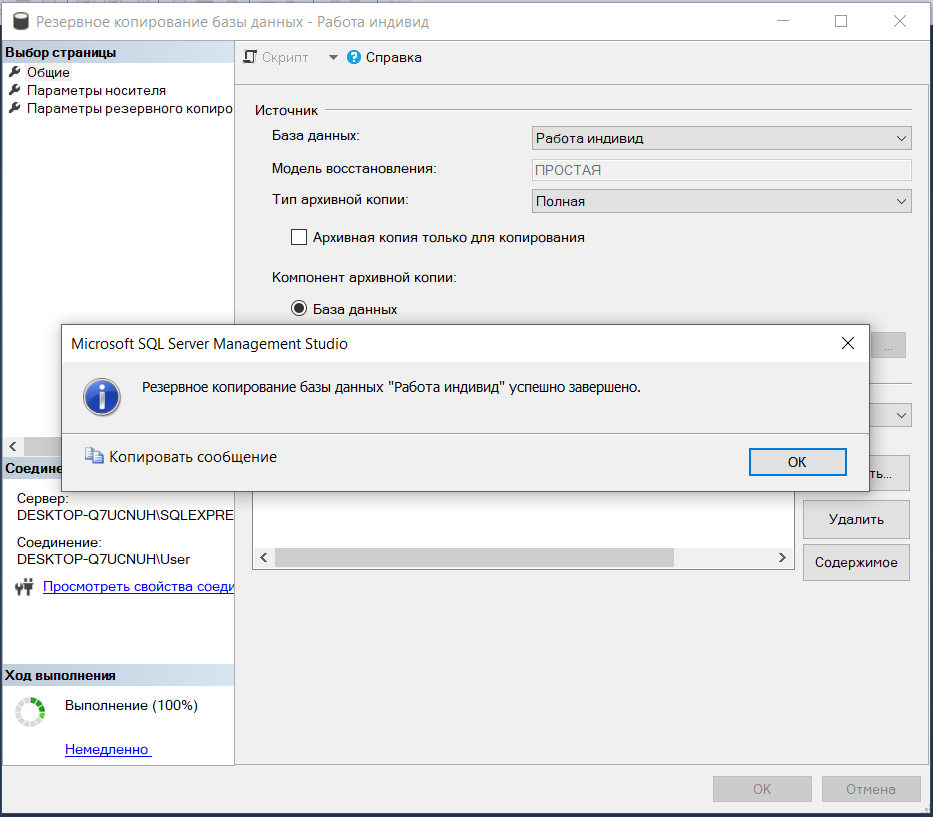 Резервное копирование базы данных - Работа индивид
Выбор страницы
Общие
Параметры носителя
Параметры резервного копиро
Скрипт
Справка
Источник
База данных:
Работа индивид
Модель восстановления:
ПРОСТАЯ
Тип архивной копии:
Полная
Архивная копия только для копирования
Компонент архивной копии:
База данных
...
Microsoft SQL Server Management Studio
Резервное копирование базы данных "Работа индивид" успешно завершено.
Копировать сообщение
ОК
Соедине
ть...
Сервер:
DESKTOP-Q7UCNUH\SQLEXPRE
Соединение:
DESKTOP-Q7UCNUH\User
Просмотреть свойства соеди
Удалить
Содержимое
Ход выполнения
Выполнение (100%)
Немедленно
ОК
Отмена